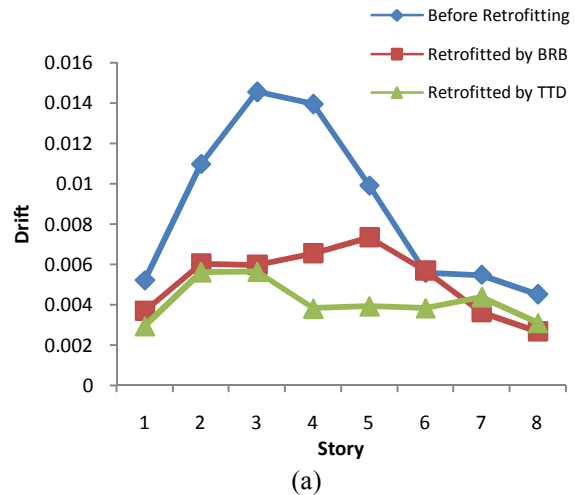 Before Retrofitting
Retrofitted by BRB
Retrofitted by TTD
0.016
0.014
0.012
0.01
0.008
0.006
0.004
0.002
0
Drift
1 2 3 4 5 6 7 8
Story
(a)